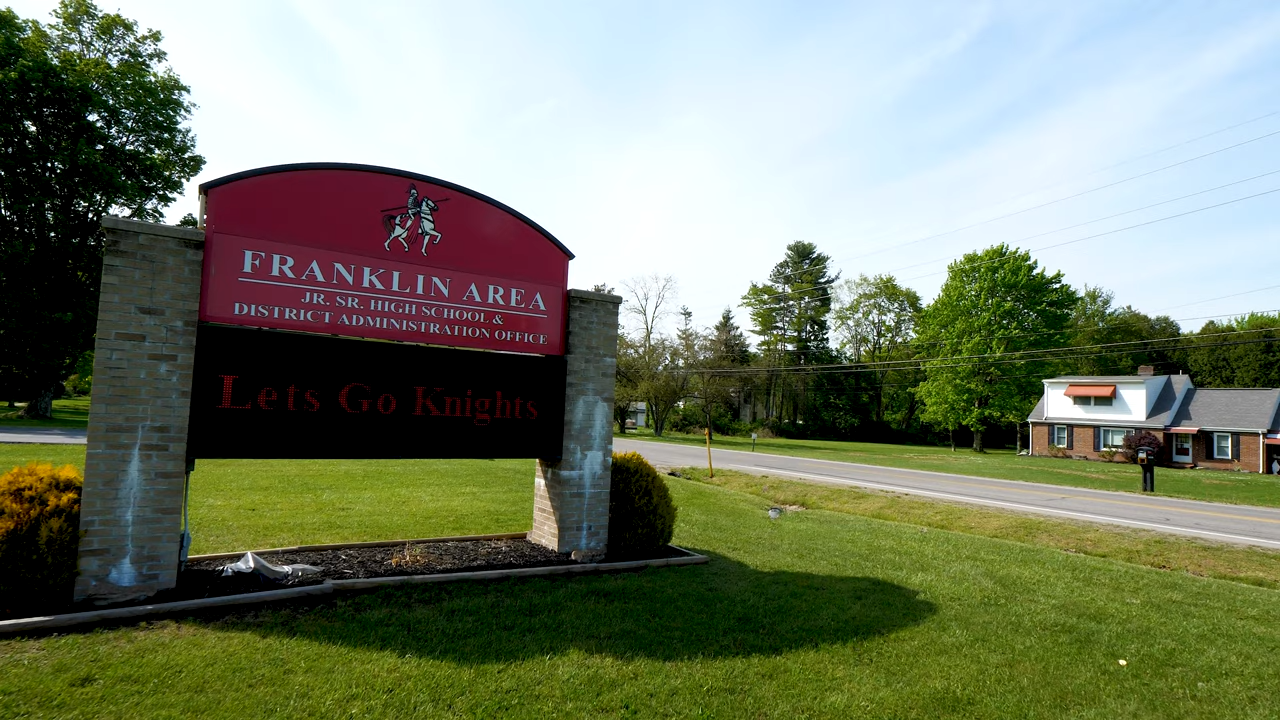 FRANKLIN AREA
JR. SR. HIGH SCHOOL &
DISTRICT ADMINISTRATION OFFICE
Lets Go Knights